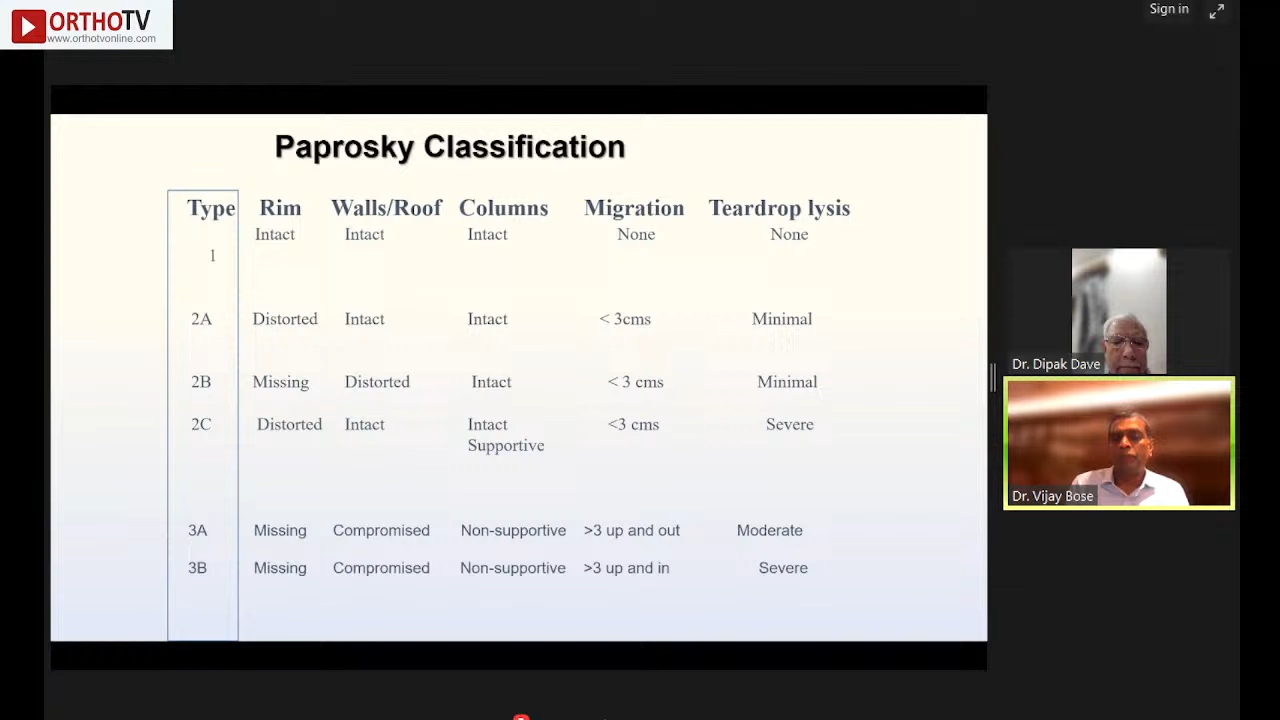 ORTHOTV
www.orthotvonline.com
Sign in
Paprosky Classification
Type Rim Walls/Roof Columns Migration Teardrop lysis
1 Intact Intact Intact None None
2A Distorted Intact Intact < 3cms Minimal
2B Missing Distorted Intact < 3 cms Minimal
2C Distorted Intact Intact <3 cms Severe
Supportive
3A Missing Compromised Non-supportive >3 up and out Moderate
3B Missing Compromised Non-supportive >3 up and in Severe
Dr. Dipak Dave
Dr. Vijay Bose